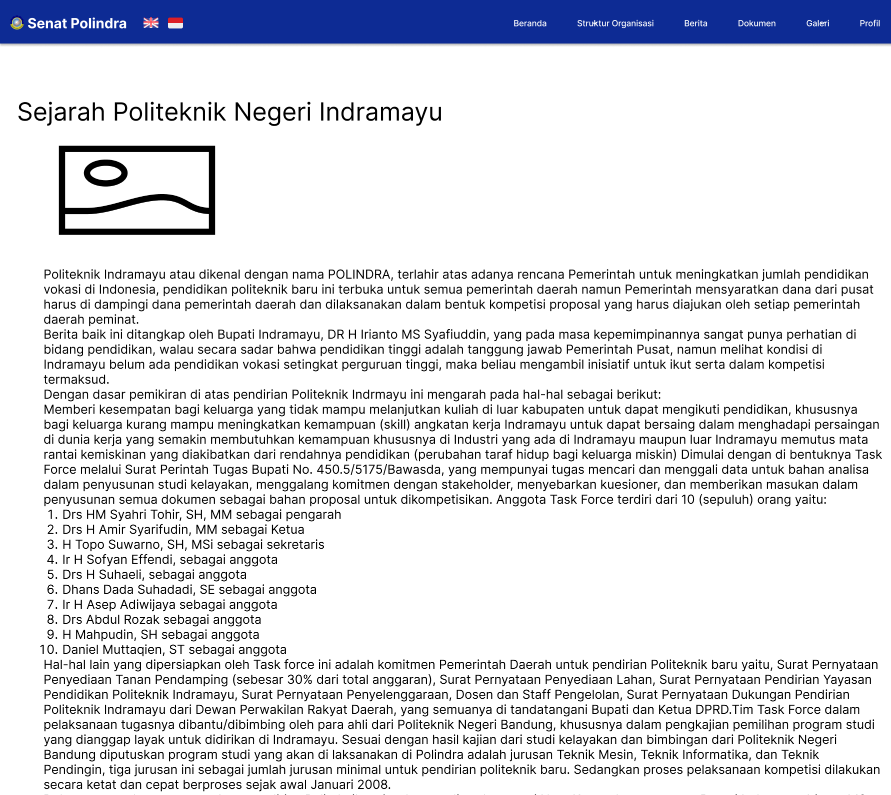 Senat Polindra
Beranda
Struktur Organisasi
Berita
Dokumen
Galeri
Profil
Sejarah Politeknik Negeri Indramayu
Politeknik Indramayu atau dikenal dengan nama POLINDRA, terlahir atas adanya rencana Pemerintah untuk meningkatkan jumlah pendidikan
vokasi di Indonesia, pendidikan politeknik baru ini terbuka untuk semua pemerintah daerah namun Pemerintah mensyaratkan dana dari pusat
harus di dampingi dana pemerintah daerah dan dilaksanakan dalam bentuk kompetisi proposal yang harus diajukan oleh setiap pemerintah
daerah peminat.
Berita baik ini ditangkap oleh Bupati Indramayu, DR H Irianto MS Syafiuddin, yang pada masa kepemimpinannya sangat punya perhatian di
bidang pendidikan, walau secara sadar bahwa pendidikan tinggi adalah tanggung jawab Pemerintah Pusat, namun melihat kondisi di
Indramayu belum ada pendidikan vokasi setingkat perguruan tinggi, maka beliau mengambil inisiatif untuk ikut serta dalam kompetisi
termaksud.
Dengan dasar pemikiran di atas pendirian Politeknik Indrmayu ini mengarah pada hal-hal sebagai berikut:
Memberi kesempatan bagi keluarga yang tidak mampu melanjutkan kuliah di luar kabupaten untuk dapat mengikuti pendidikan, khususnya
bagi keluarga kurang mampu meningkatkan kemampuan (skill) angkatan kerja Indramayu untuk dapat bersaing dalam menghadapi persaingan
di dunia kerja yang semakin membutuhkan kemampuan khususnya di Industri yang ada di Indramayu maupun luar Indramayu memutus mata
rantai kemiskinan yang diakibatkan dari rendahnya pendidikan (perubahan taraf hidup bagi keluarga miskin) Dimulai dengan di bentuknya Task
Force melalui Surat Perintah Tugas Bupati No. 450.5/5175/Bawasda, yang mempunyai tugas mencari dan menggali data untuk bahan analisa
dalam penyusunan studi kelayakan, menggalang komitmen dengan stakeholder, menyebarkan kuesioner, dan memberikan masukan dalam
penyusunan semua dokumen sebagai bahan proposal untuk dikompetisikan. Anggota Task Force terdiri dari 10 (sepuluh) orang yaitu:
1. Drs HM Syahri Tohir, SH, MM sebagai pengarah
2. Drs H Amir Syarifudin, MM sebagai Ketua
3. H Topo Suwarno, SH, MSi sebagai sekretaris
4. Ir H Sofyan Effendi, sebagai anggota
5. Drs H Suhaeli, sebagai anggota
6. Dhans Dada Suhadadi, SE sebagai anggota
7. Ir H Asep Adiwijaya sebagai anggota
8. Drs Abdul Rozak sebagai anggota
9. H Mahpudin, SH sebagai anggota
10. Daniel Muttaqien, ST sebagai anggota
Hal-hal lain yang dipersiapkan oleh Task force ini adalah komitmen Pemerintah Daerah untuk pendirian Politeknik baru yaitu, Surat Pernyataan
Penyediaan Tanan Pendamping (sebesar 30% dari total anggaran), Surat Pernyataan Penyediaan Lahan, Surat Pernyataan Pendirian Yayasan
Pendidikan Politeknik Indramayu, Surat Pernyataan Penyelenggaraan, Dosen dan Staff Pengelolan, Surat Pernyataan Dukungan Pendirian
Politeknik Indramayu dari Dewan Perwakilan Rakyat Daerah, yang semuanya di tandatangani Bupati dan Ketua DPRD.Tim Task Force dalam
pelaksanaan tugasnya dibantu/dibimbing oleh para ahli dari Politeknik Negeri Bandung, khususnya dalam pengkajian pemilihan program studi
yang dianggap layak untuk didirikan di Indramayu. Sesuai dengan hasil kajian dari studi kelayakan dan bimbingan dari Politeknik Negeri
Bandung diputuskan program studi yang akan di laksanakan di Polindra adalah jurusan Teknik Mesin, Teknik Informatika, dan Teknik
Pendingin, tiga jurusan ini sebagai jumlah jurusan minimal untuk pendirian politeknik baru. Sedangkan proses pelaksanaan kompetisi dilakukan
secara ketat dan cepat berproses sejak awal Januari 2008.